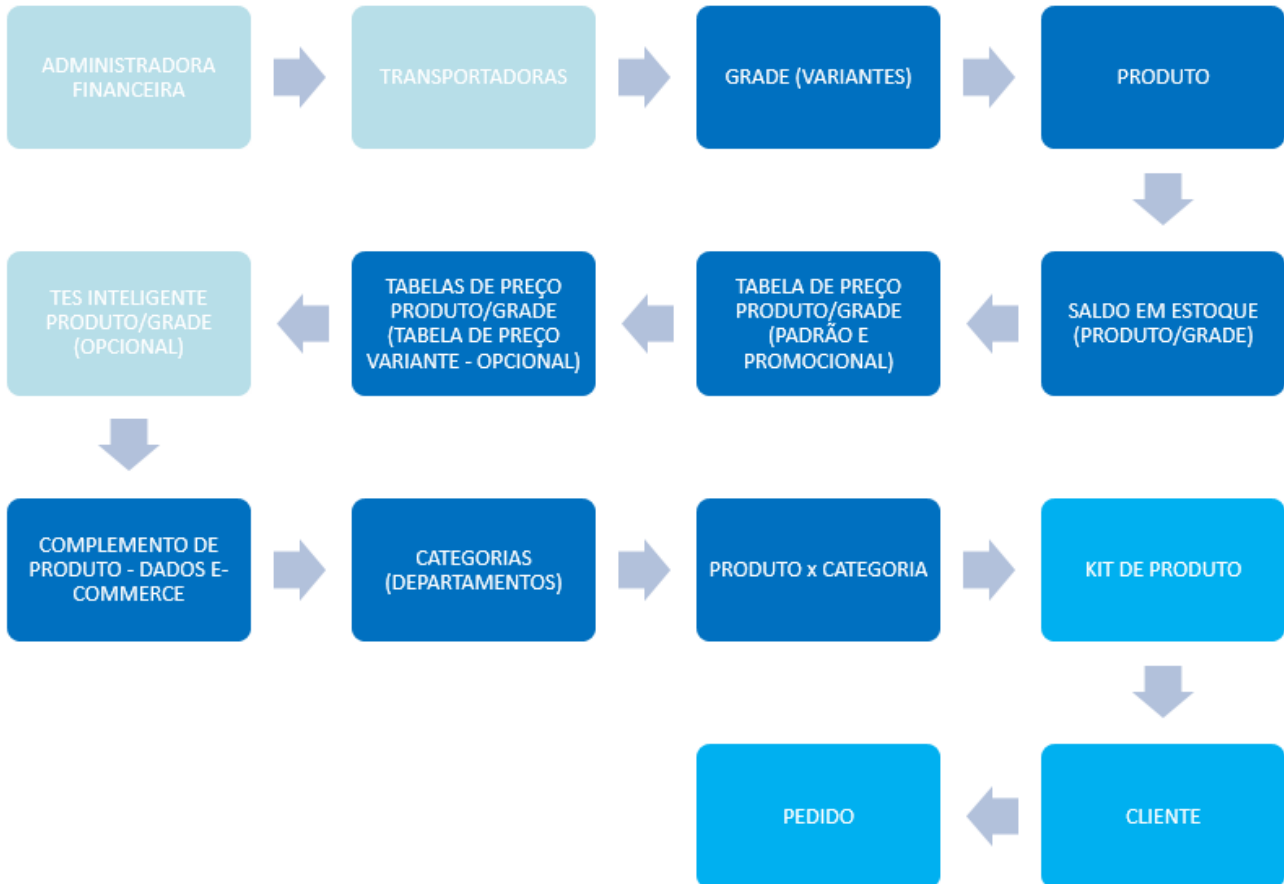 ADMINISTRADORA
FINANCEIRA
TRANSPORTADORAS
GRADE (VARIANTES)
PRODUTO
TES INTELIGENTE
PRODUTO/GRADE
(OPCIONAL)
TABELAS DE PREÇO
PRODUTO/GRADE
(TABELA DE PREÇO
VARIANTE - OPCIONAL)
TABELA DE PREÇO
PRODUTO/GRADE
(PADRÃO E
PROMOCIONAL)
SALDO EM ESTOQUE
(PRODUTO/GRADE)
COMPLEMENTO DE
PRODUTO - DADOS E-
COMMERCE
CATEGORIAS
(DEPARTAMENTOS)
PRODUTO x CATEGORIA
KIT DE PRODUTO
PEDIDO
CLIENTE